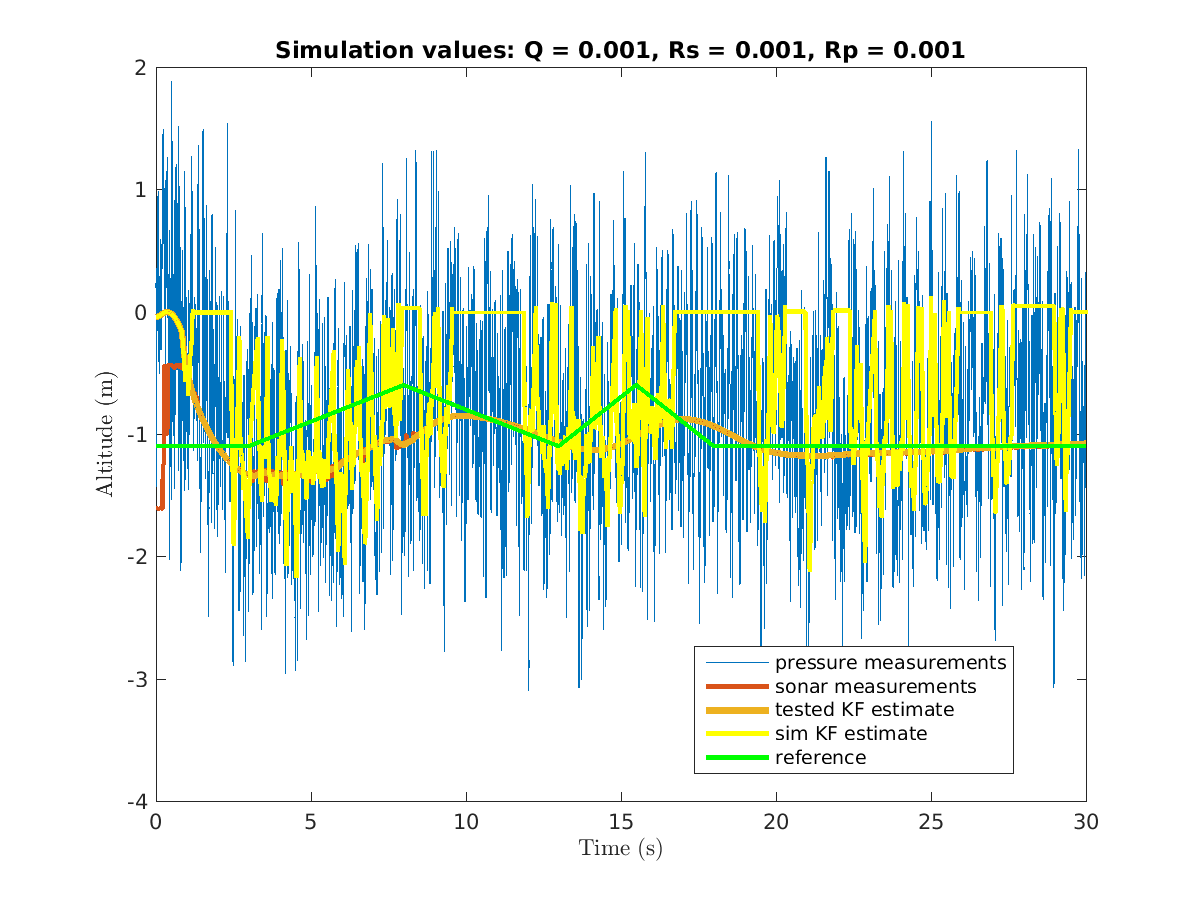 Simulation values: Q = 0.001, Rs = 0.001, Rp = 0.001
2
1
0
-1
-2
-3
-4
Altitude (m)
pressure measurements
sonar measurements
tested KF estimate
sim KF estimate
reference
0 5 10 15 20 25 30
Time (s)